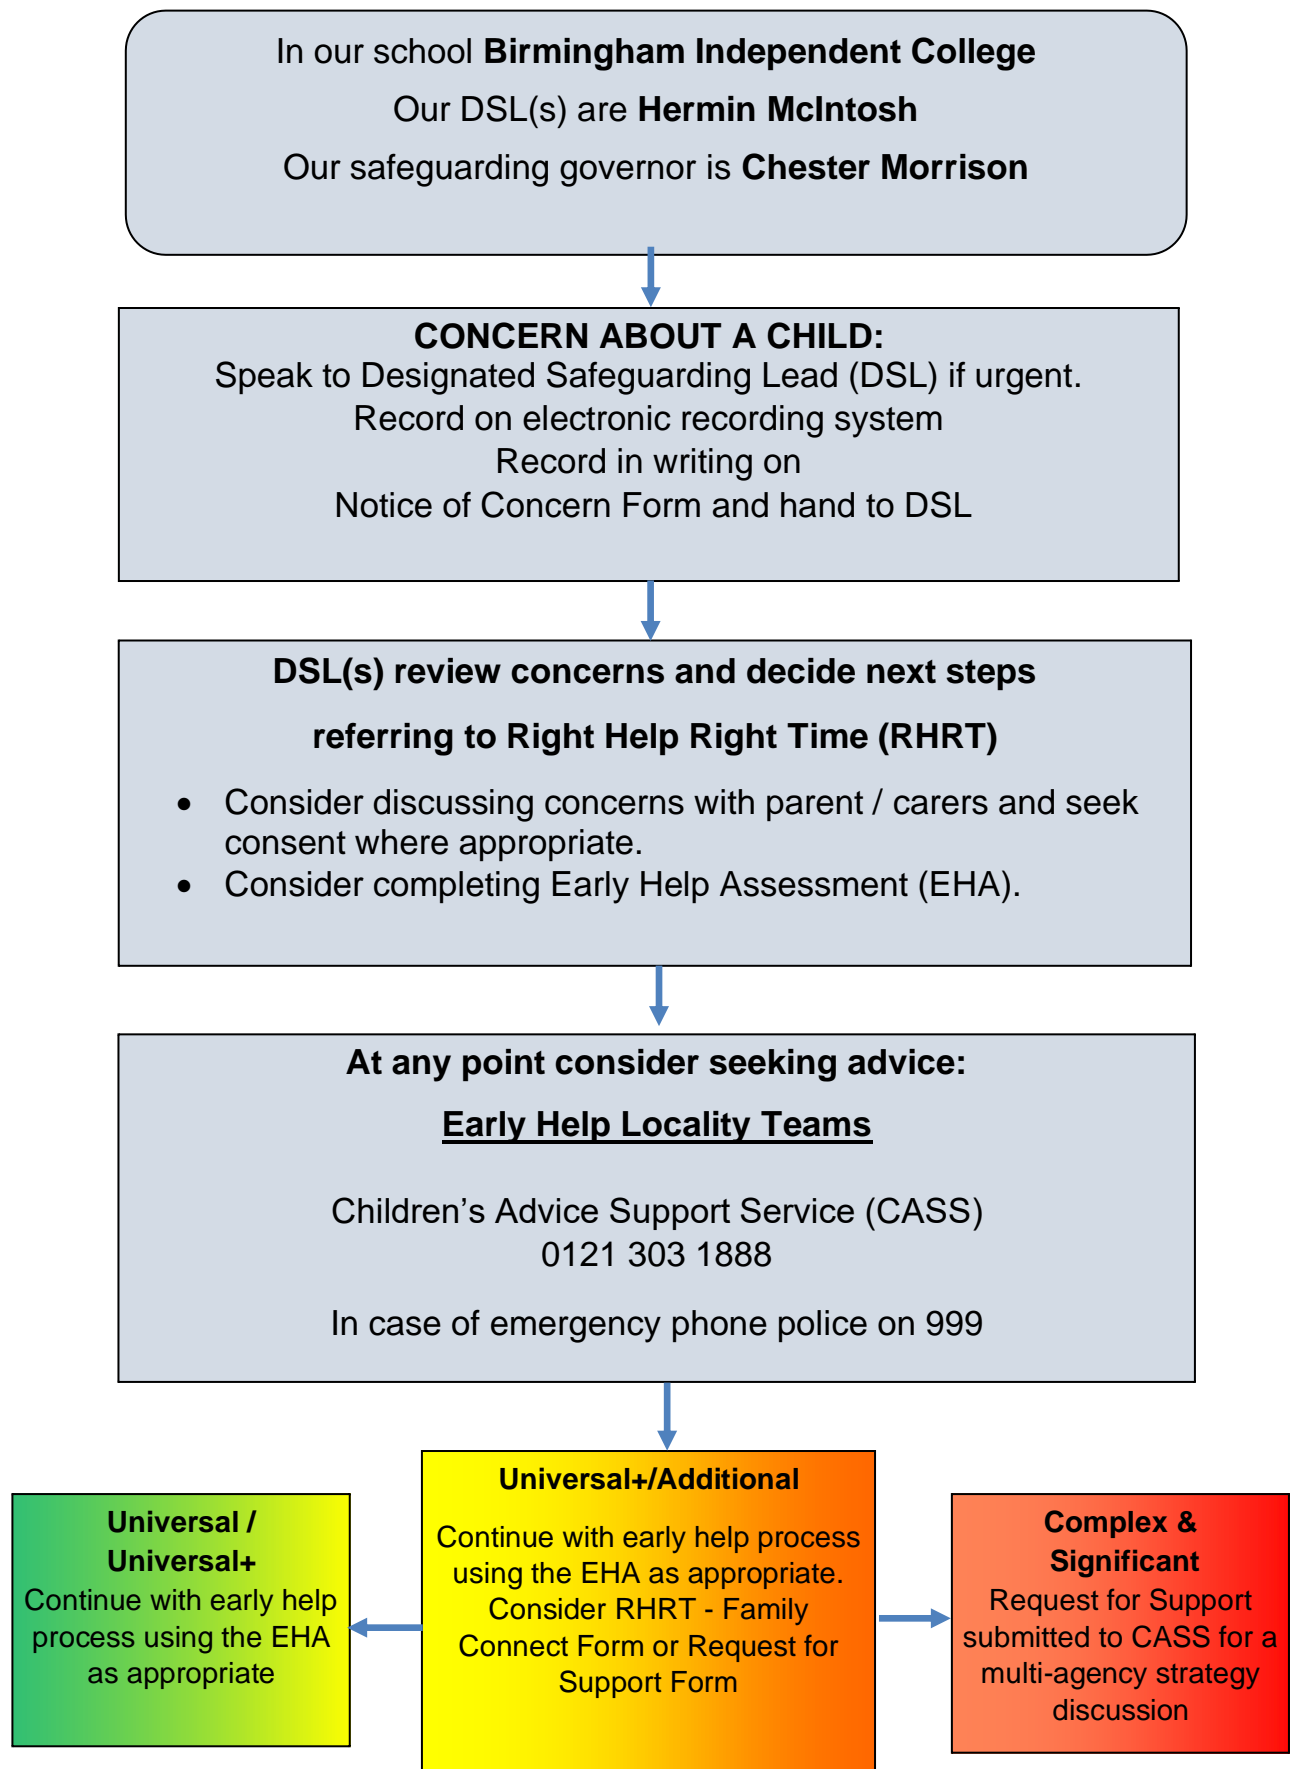 In our school Birmingham Independent College
Our DSL(s) are Hermin McIntosh
Our safeguarding governor is Chester Morrison
CONCERN ABOUT A CHILD:
Speak to Designated Safeguarding Lead (DSL) if urgent.
Record on electronic recording system
Record in writing on
Notice of Concern Form and hand to DSL
DSL(s) review concerns and decide next steps
referring to Right Help Right Time (RHRT)
• Consider discussing concerns with parent / carers and seek
consent where appropriate.
• Consider completing Early Help Assessment (EHA).
At any point consider seeking advice:
Early Help Locality Teams
Children’s Advice Support Service (CASS)
0121 303 1888
In case of emergency phone police on 999
Universal /
Universal+
Continue with early help
process using the EHA
as appropriate
Universal+/Additional
Continue with early help process
using the EHA as appropriate.
Consider RHRT - Family
Connect Form or Request for
Support Form
Complex &
Significant
Request for Support
submitted to CASS for a
multi-agency strategy
discussion